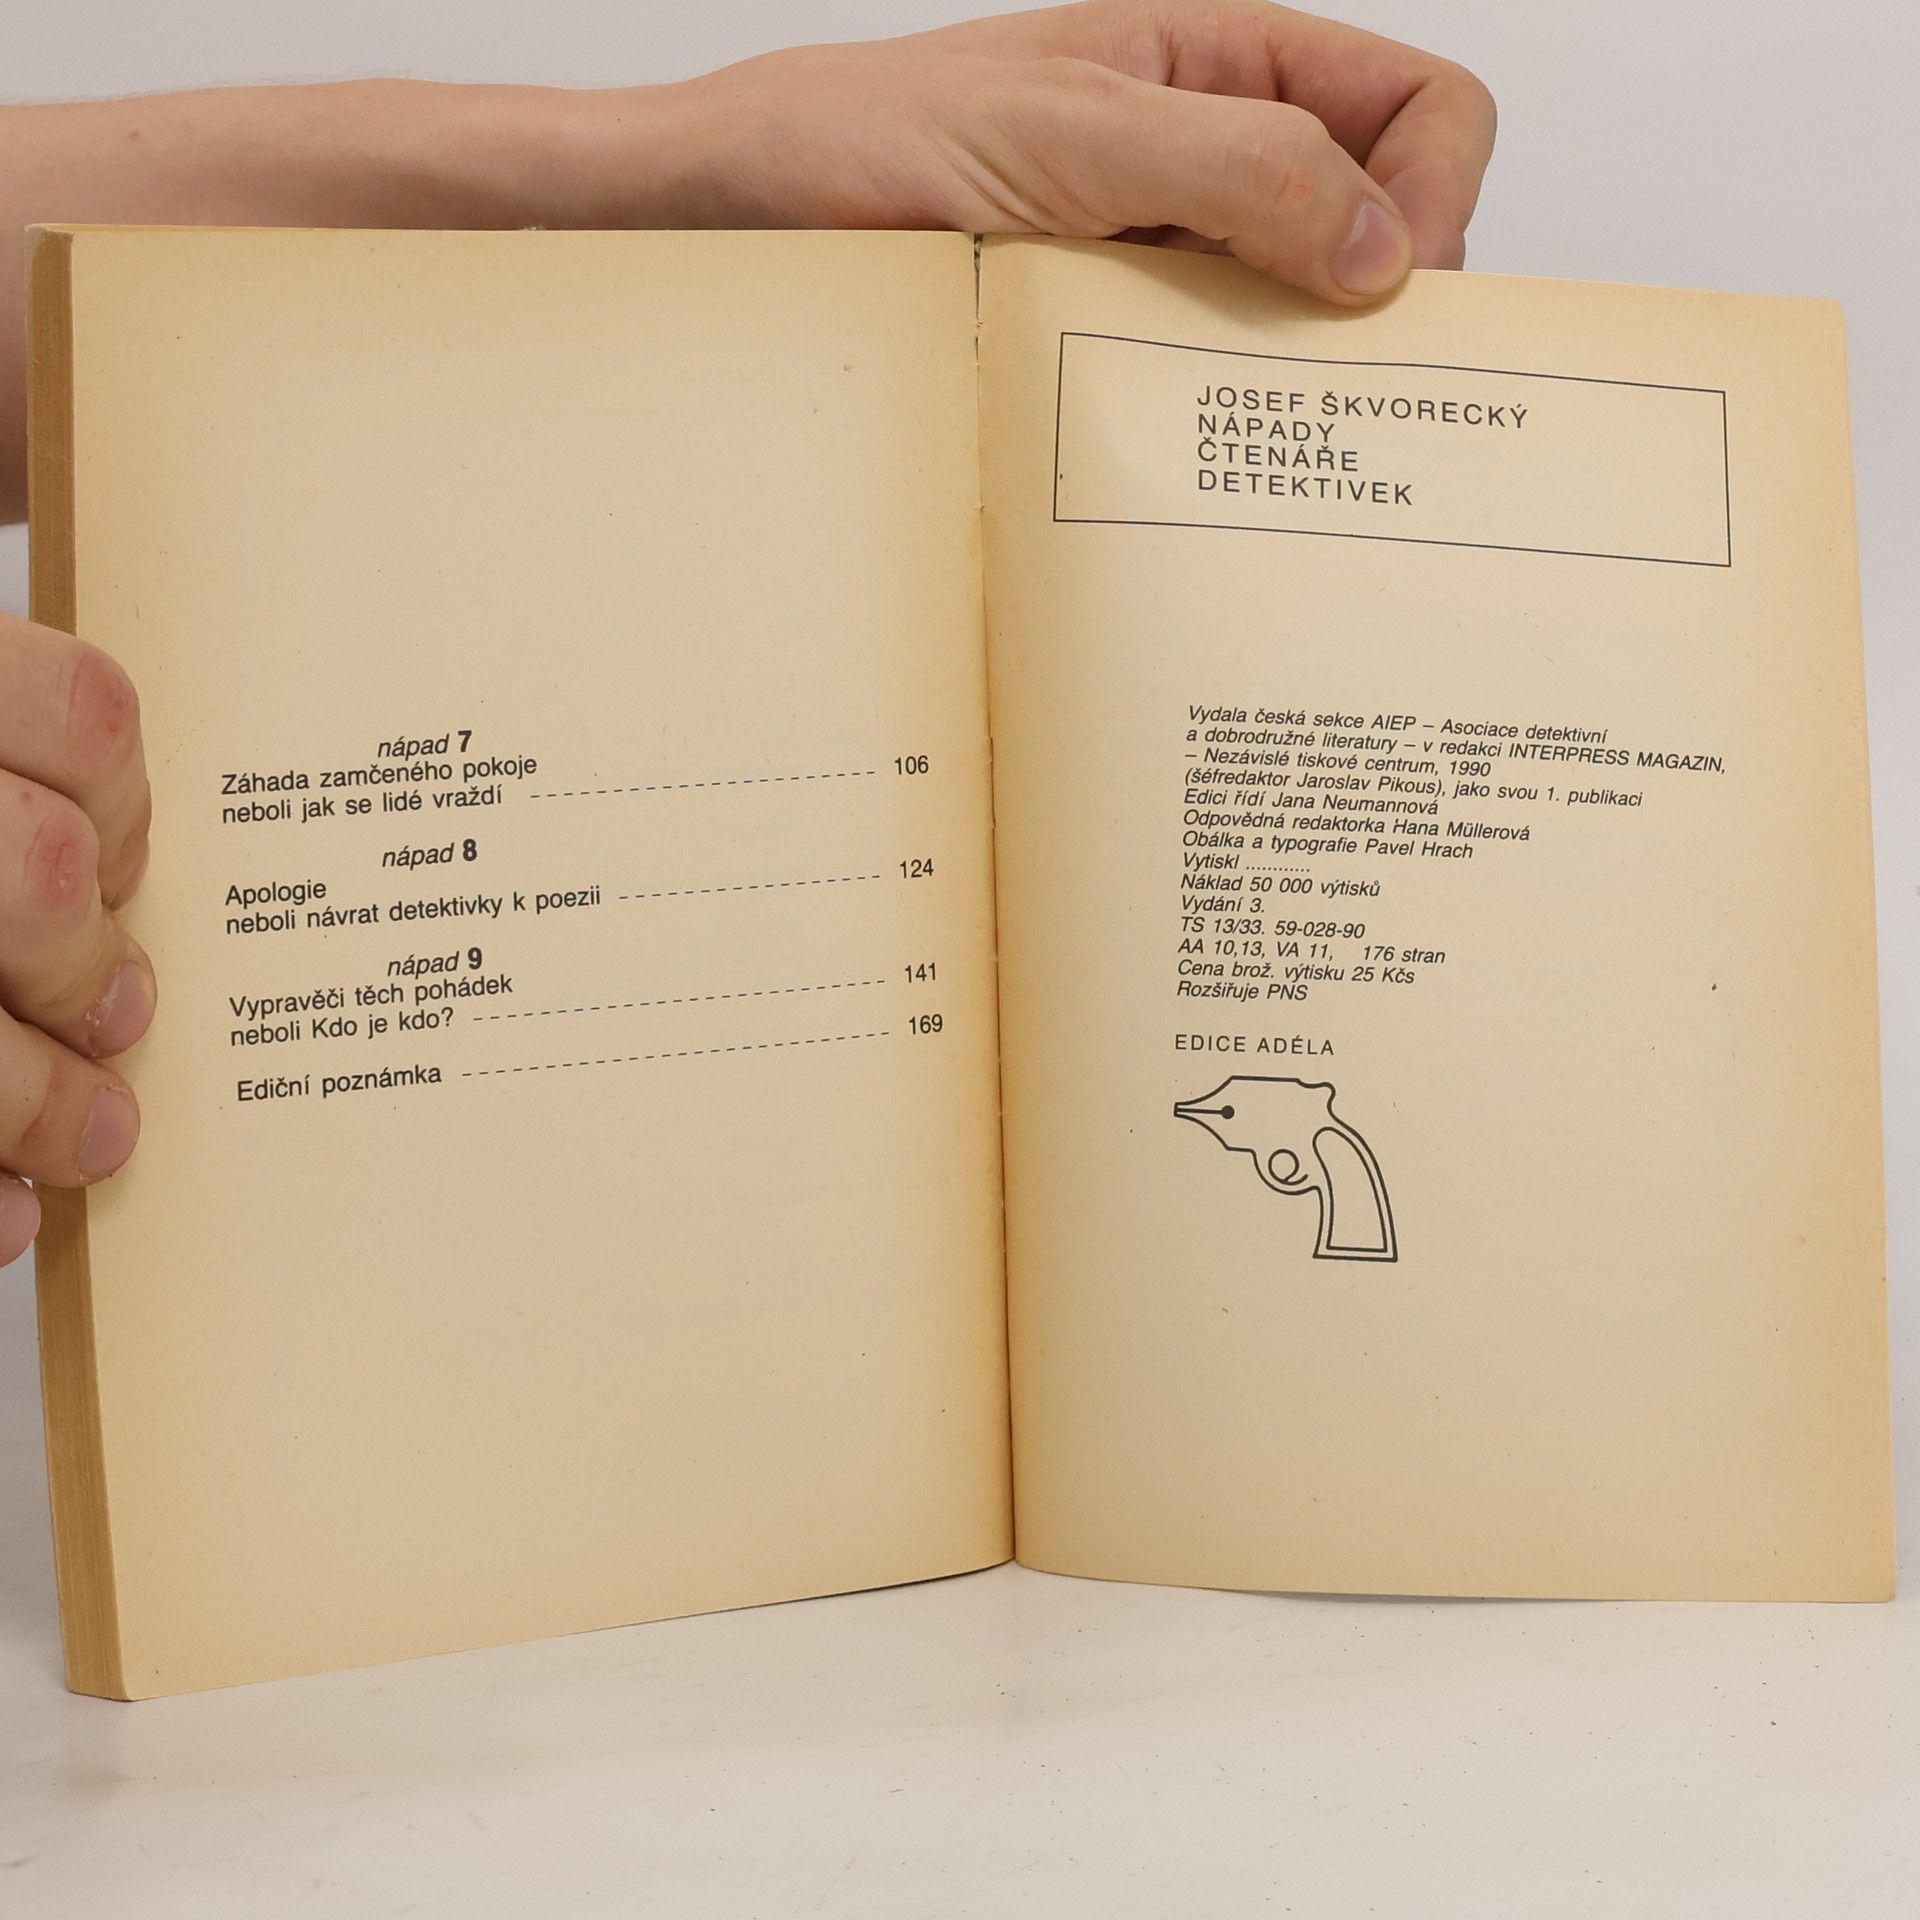 nápad 7
Záhada zamčeného pokoje
neboli jak se lidé vraždí ---------------------------- 106
nápad 8
Apologie
neboli návrat detektivky k poezii --------------------- 124
nápad 9
Vypravěči těch pohádek
neboli Kdo je kdo? ---------------------------------- 141
Ediční poznámka ----------------------------------- 169
JOSEF ŠKVORECKÝ
NÁPADY
ČTENÁŘE
DETEKTIVEK
Vydala česká sekce AIEP – Asociace detektivní
a dobrodružné literatury – v redakci INTERPRESS MAGAZIN,
– Nezávislé tiskové centrum, 1990
(šéfredaktor Jaroslav Pikous), jako svou 1. publikaci
Edici řídí Jana Neumannová
Odpovědná redaktorka Hana Müllerová
Obálka a typografie Pavel Hrach
Vytiskl ............
Náklad 50 000 výtisků
Vydání 3.
TS 13/33. 59-028-90
AA 10,13, VA 11, 176 stran
Cena brož. výtisku 25 Kčs
Rozšiřuje PNS
EDICE ADÉLA